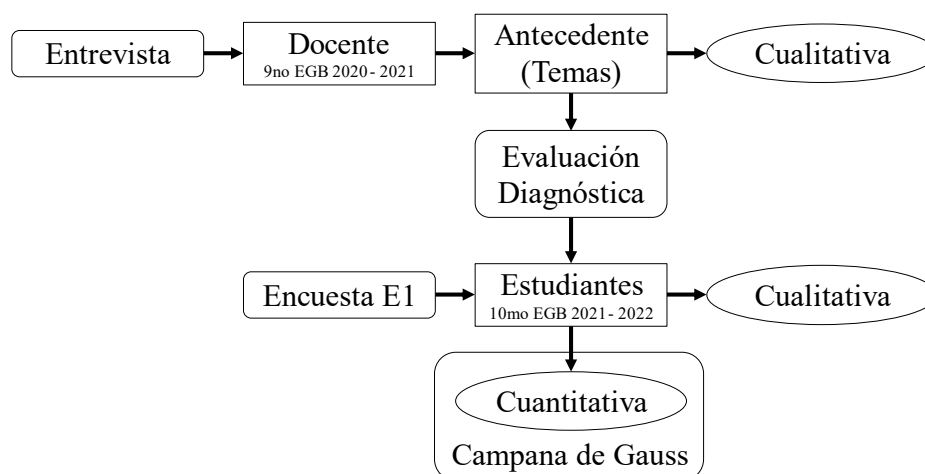 Entrevista
Docente
9no EGB 2020 - 2021
Antecedente
(Temas)
Cualitativa
Evaluación
Diagnóstica
Encuesta E1
Estudiantes
10mo EGB 2021 - 2022
Cualitativa
Cuantitativa
Campana de Gauss